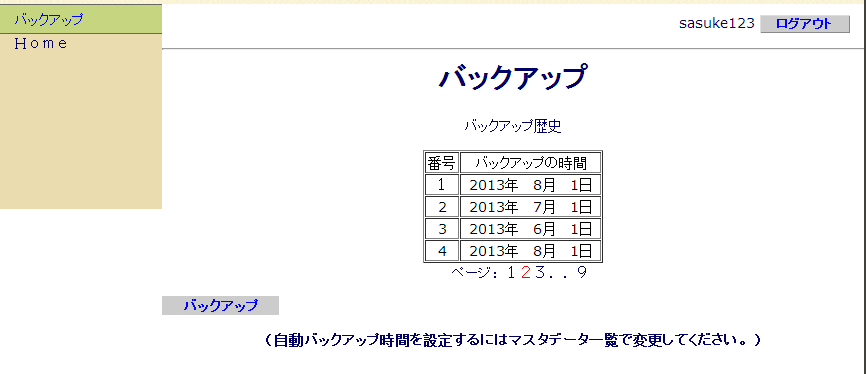 バックアップ
Home
sasuke123 ログアウト
バックアップ
バックアップ歴史
番号 バックアップの時間
1 2013年 8月 1日
2 2013年 7月 1日
3 2013年 6月 1日
4 2013年 8月 1日
ページ：１２３．．９
バックアップ
（自動バックアップ時間を設定するにはマスタデータ一覧で変更してください。）